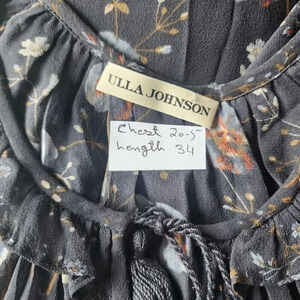 ULLA JOHNSON
Chest 20-5
Length 34